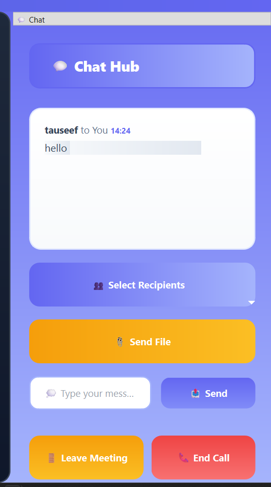 Chat
Chat Hub
tauseef to You 14:24
hello
Select Recipients
Send File
Type your mess...
Send
Leave Meeting
End Call